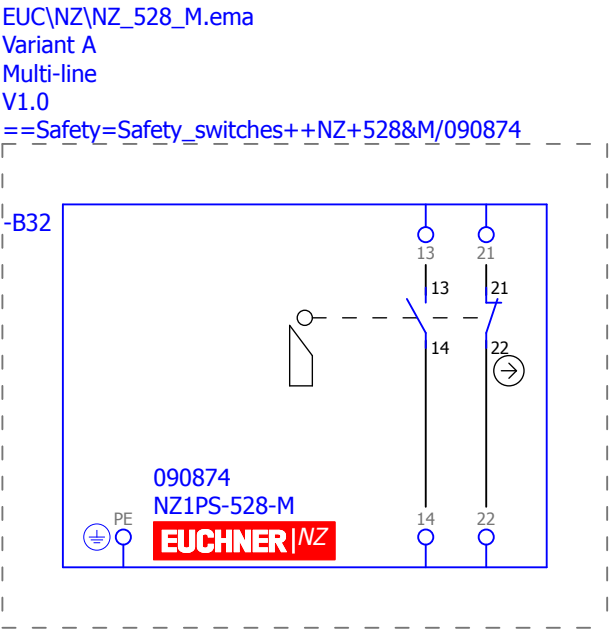 EUC\NZ\NZ_528_M.ema
Variant A
Multi-line
V1.0
==Safety=Safety_switches++NZ+528&M/090874
-B32
13 21
13 21
14 22
090874
NZ1PS-528-M
PE 14 22
EUCHNER|NZ